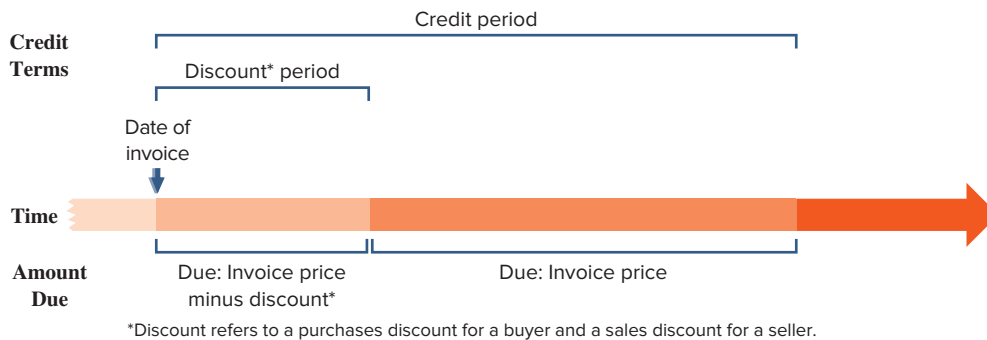 Credit period
Credit
Terms
Discount* period
Date of
invoice
Time
Amount
Due
Due: Invoice price
minus discount*
Due: Invoice price
*Discount refers to a purchases discount for a buyer and a sales discount for a seller.